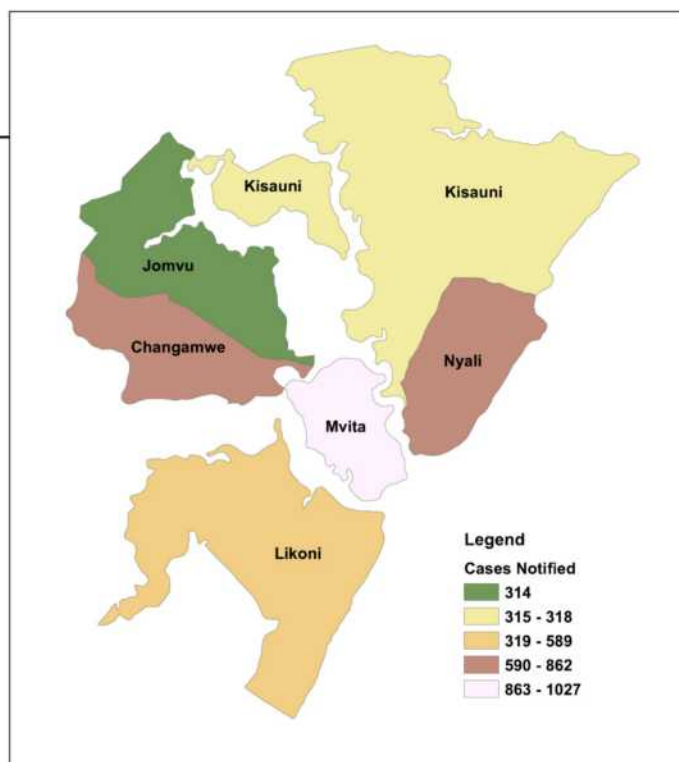 Kisauni
Kisauni
Jomvu
Changamwe
Nyali
Mvita
Likoni
Legend
Cases Notified
314
315 - 318
319 - 589
590 - 862
863 - 1027